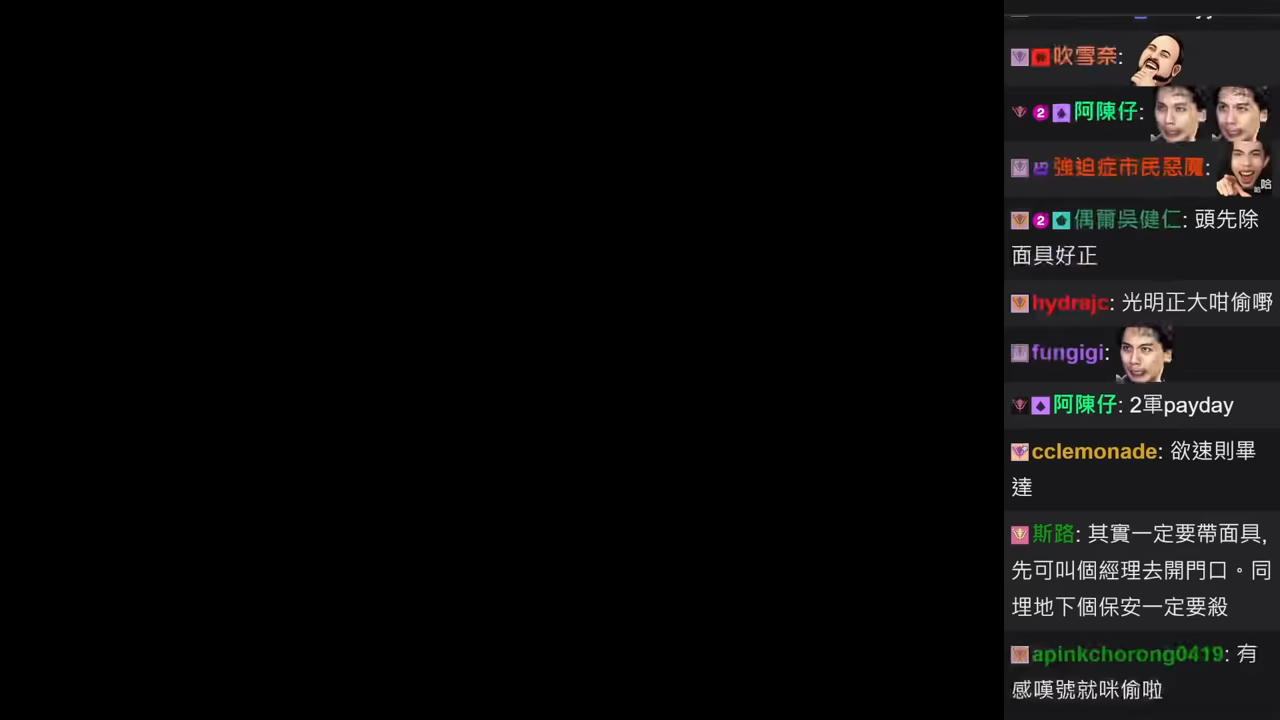 吹雪奈:
2 阿陳仔:
強迫症市民惡魔:
哈哈
2 偶爾吳健仁: 頭先除
面具好正
hydrajc: 光明正大咁偷嘢
fungigi:
阿陳仔: 2軍payday
cclemonade: 欲速則畢
達
斯路: 其實一定要帶面具,
先可叫個經理去開門口。同
埋地下個保安一定要殺
apinkchorong0419: 有
感嘆號就咪偷啦